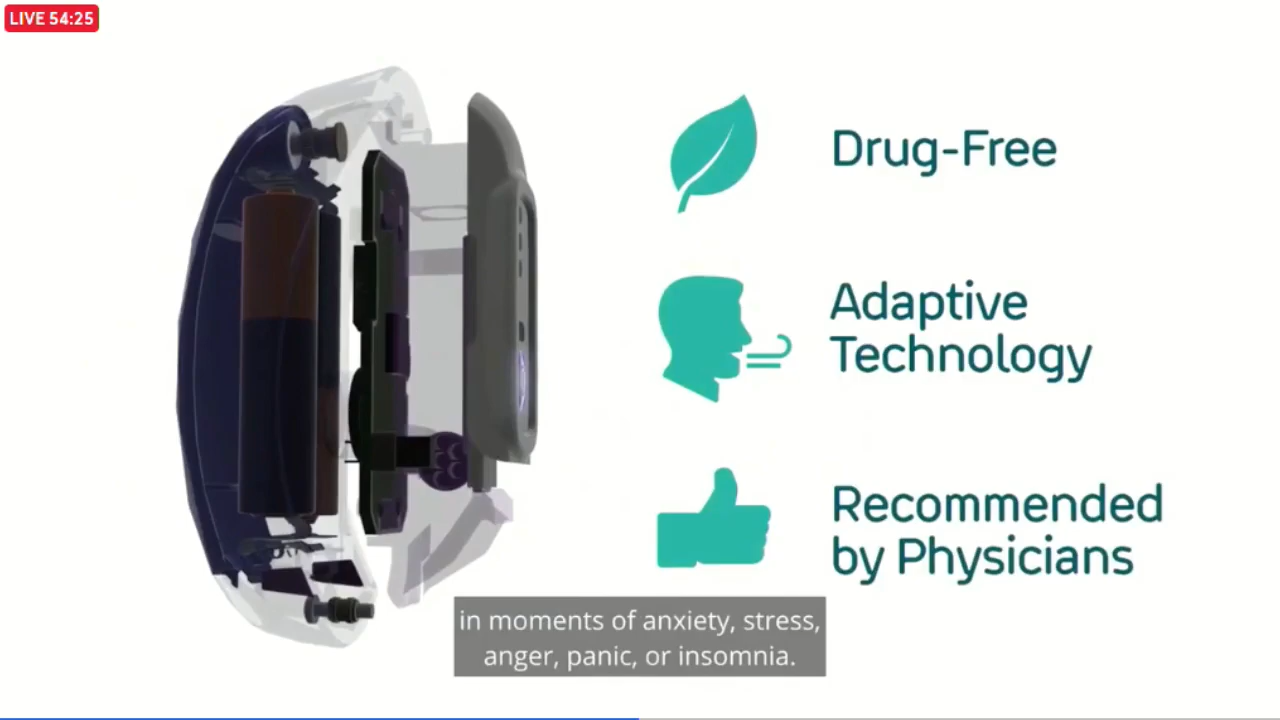 LIVE 54:25
Drug-Free
Adaptive
Technology
Recommended
by Physicians
in moments of anxiety, stress,
anger, panic, or insomnia.